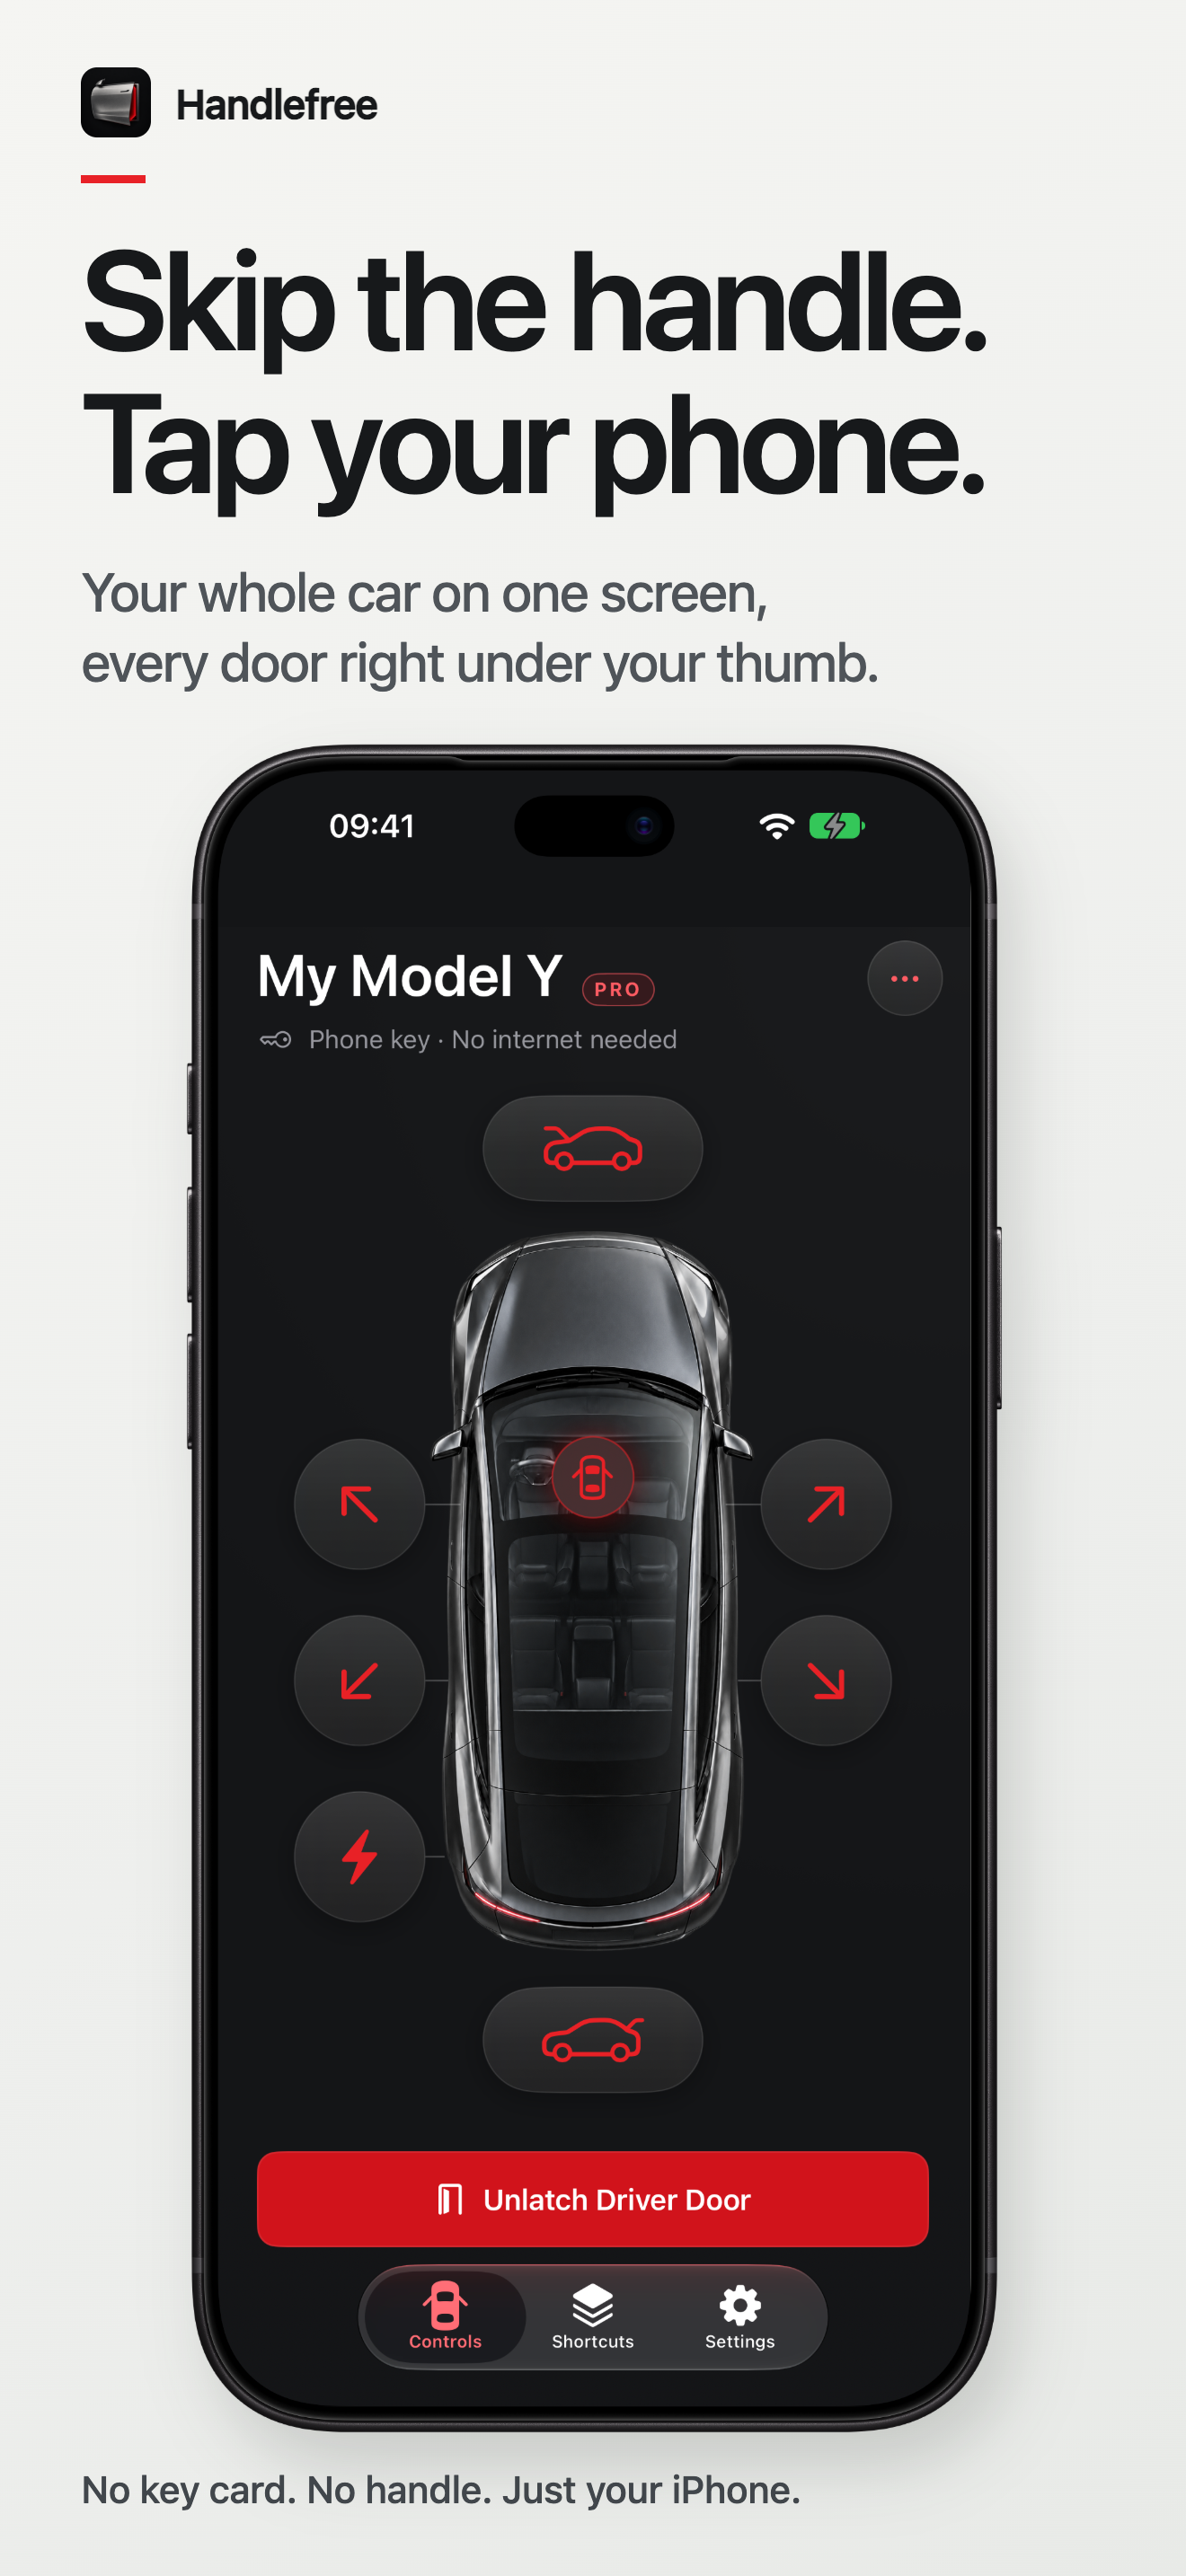 Handlefree
Skip the handle.
Tap your phone.
Your whole car on one screen,
every door right under your thumb.
09:41
My Model Y PRO
Phone key · No internet needed
Unlatch Driver Door
Controls Shortcuts Settings
No key card. No handle. Just your iPhone.